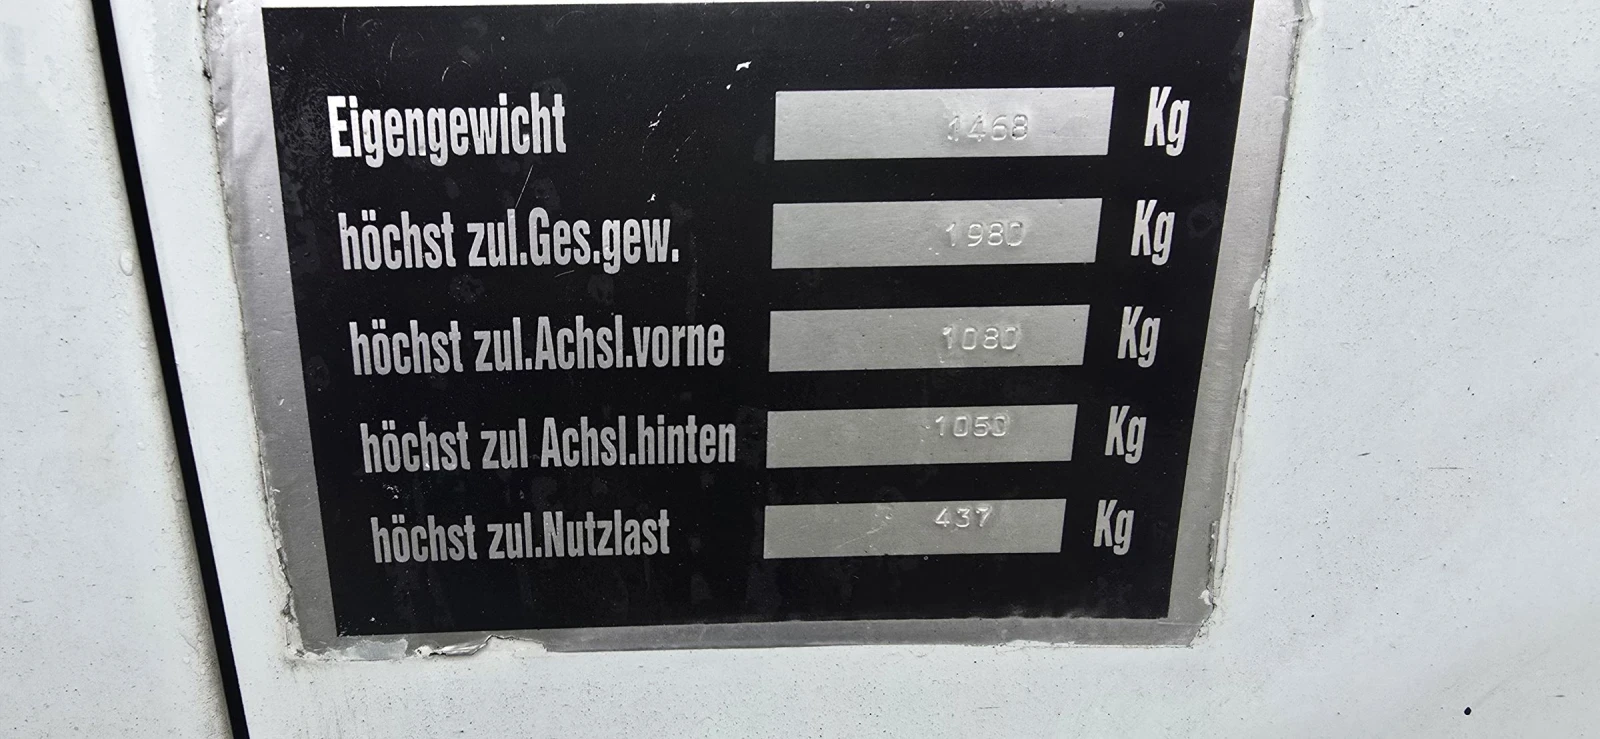 Eigengewicht 1468 Kg
höchst zul.Ges.gew. 1980 Kg
höchst zul.Achsl.vorne 1080 Kg
höchst zul Achsl.hinten 1050 Kg
höchst zul.Nutzlast 437 Kg